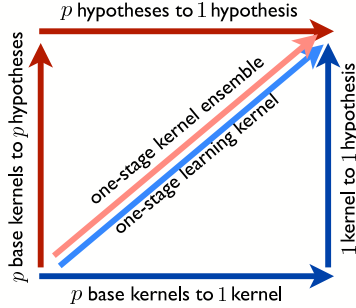 p hypotheses to 1 hypothesis
p base kernels to p hypotheses
one-stage kernel ensemble
one-stage learning kernel
1 kernel to 1 hypothesis
p base kernels to 1 kernel